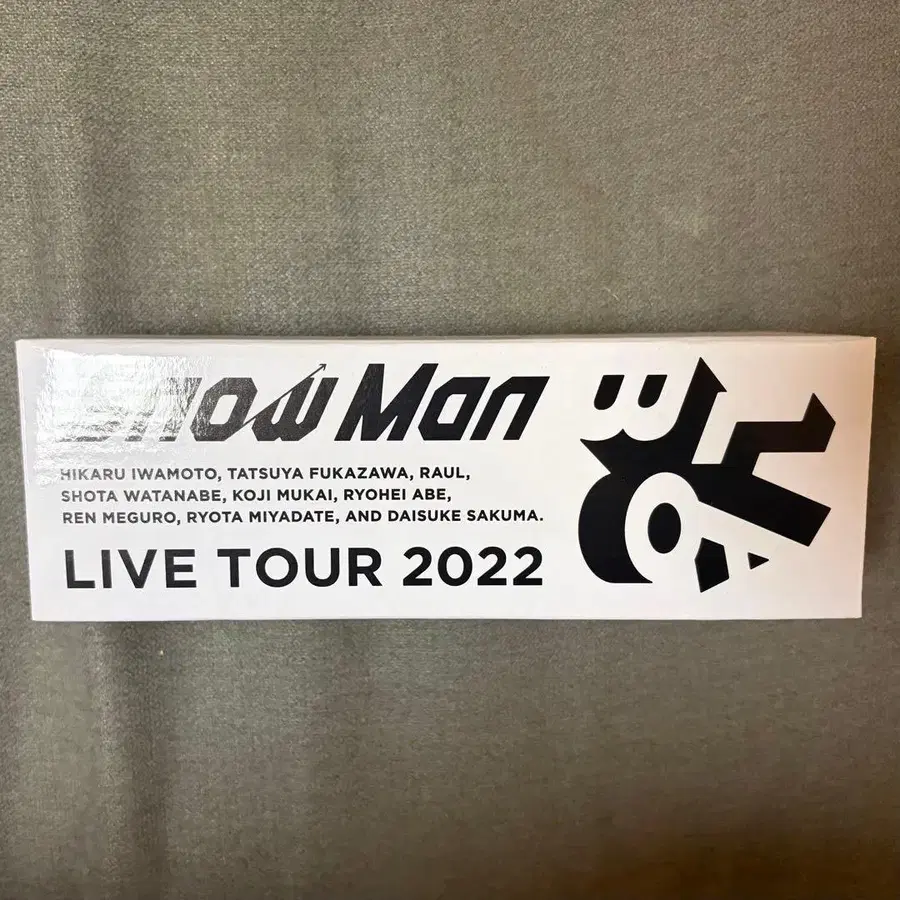 Snow Man
HIKARU IWAMOTO, TATSUYA FUKAZAWA, RAUL,
SHOTA WATANABE, KOJI MUKAI, RYOHEI ABE,
REN MEGURO, RYOTA MIYADATE, AND DAISUKE SAKUMA.
LIVE TOUR 2022